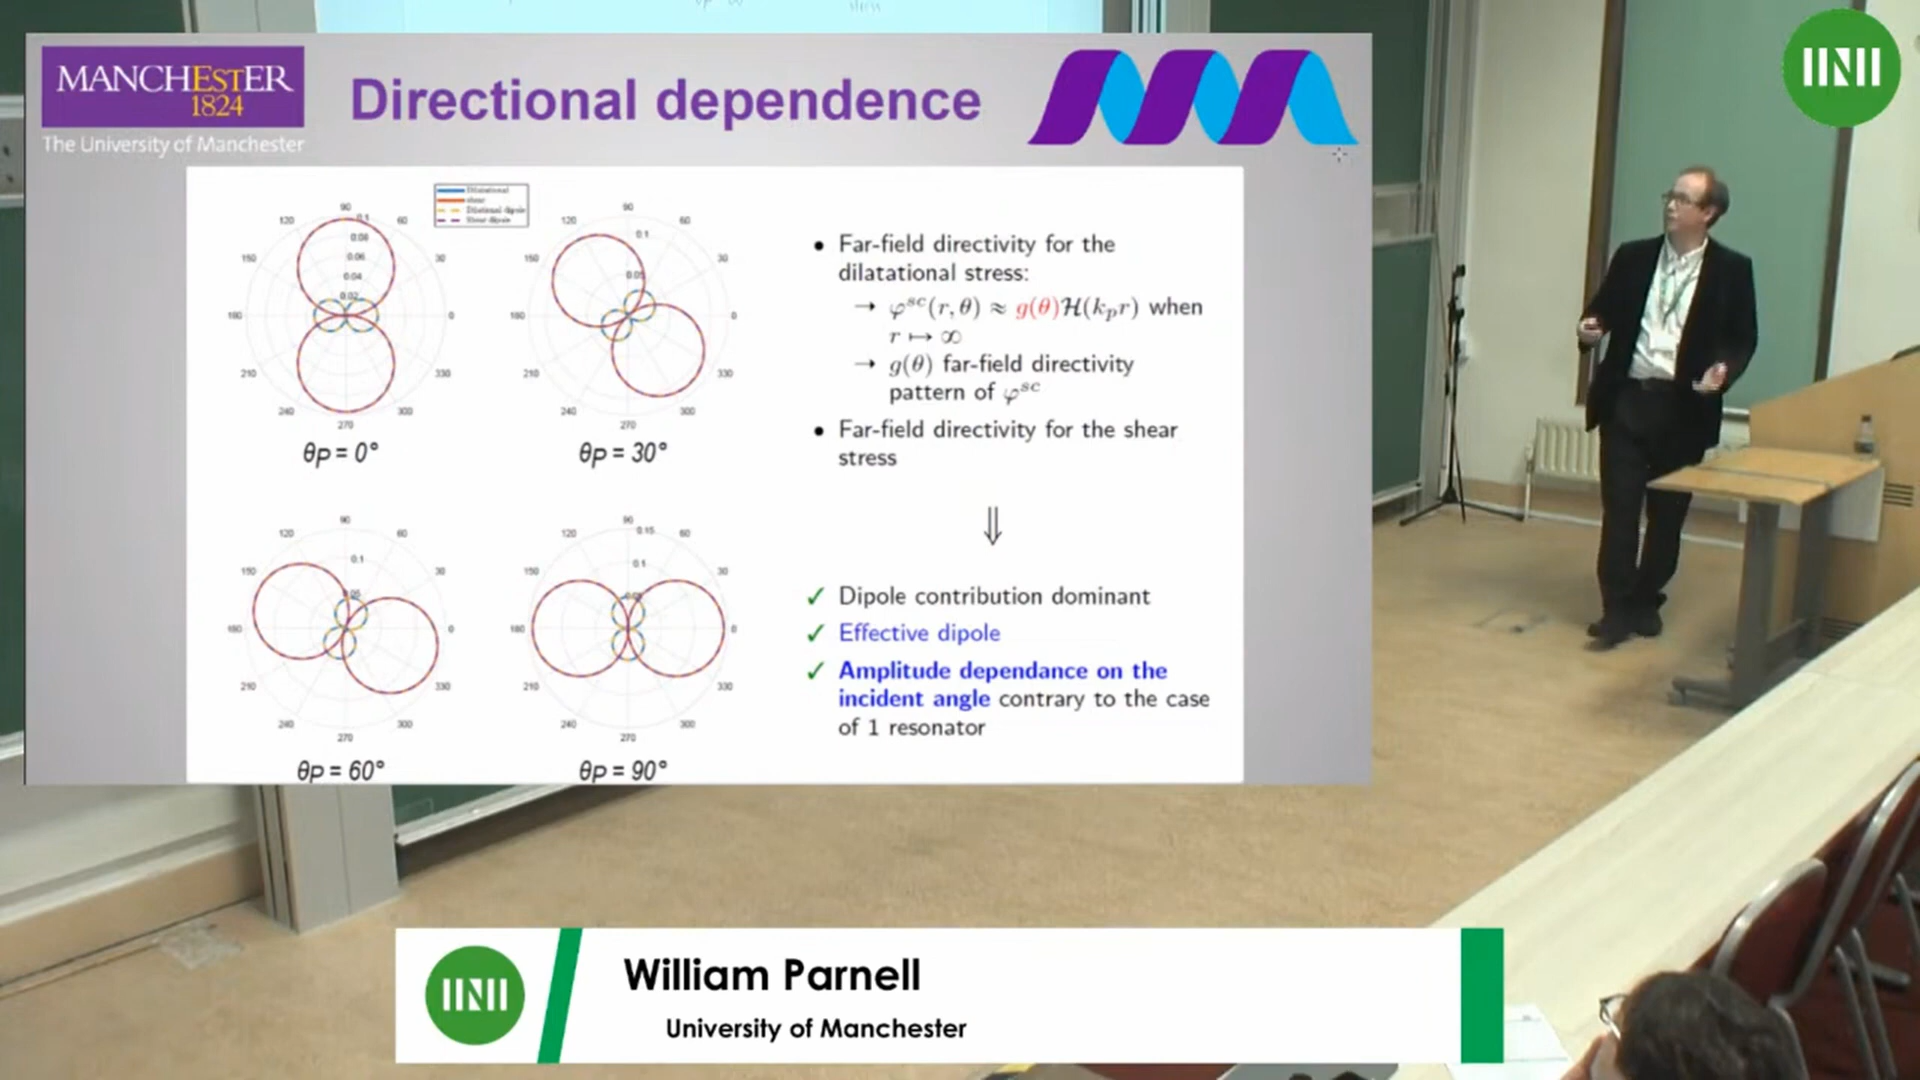 MANCHESTER
1824
The University of Manchester
Directional dependence
Dilatational
shear
Dilational dipole
Shear dipole
90
120
60
0.1
0.08
150
0.06
30
0.04
0.02
180
0
210
330
240
300
270
θP = 0°
90
120
60
0.1
150
30
0.05
180
0
210
330
240
300
270
θP = 30°
90
120
60
0.1
150
30
0.05
180
0
210
330
240
300
270
θP = 60°
90
0.15
120
60
0.1
150
30
180
0
210
330
240
300
270
θP = 90°
• Far-field directivity for the
dilatational stress:
→ φˢᶜ(r, θ) ≈ g(θ)H(kₚr) when
r ↦ ∞
→ g(θ) far-field directivity
pattern of φˢᶜ
• Far-field directivity for the shear
stress
⇓
✓ Dipole contribution dominant
✓ Effective dipole
✓ Amplitude dependance on the
incident angle contrary to the case
of 1 resonator
William Parnell
University of Manchester